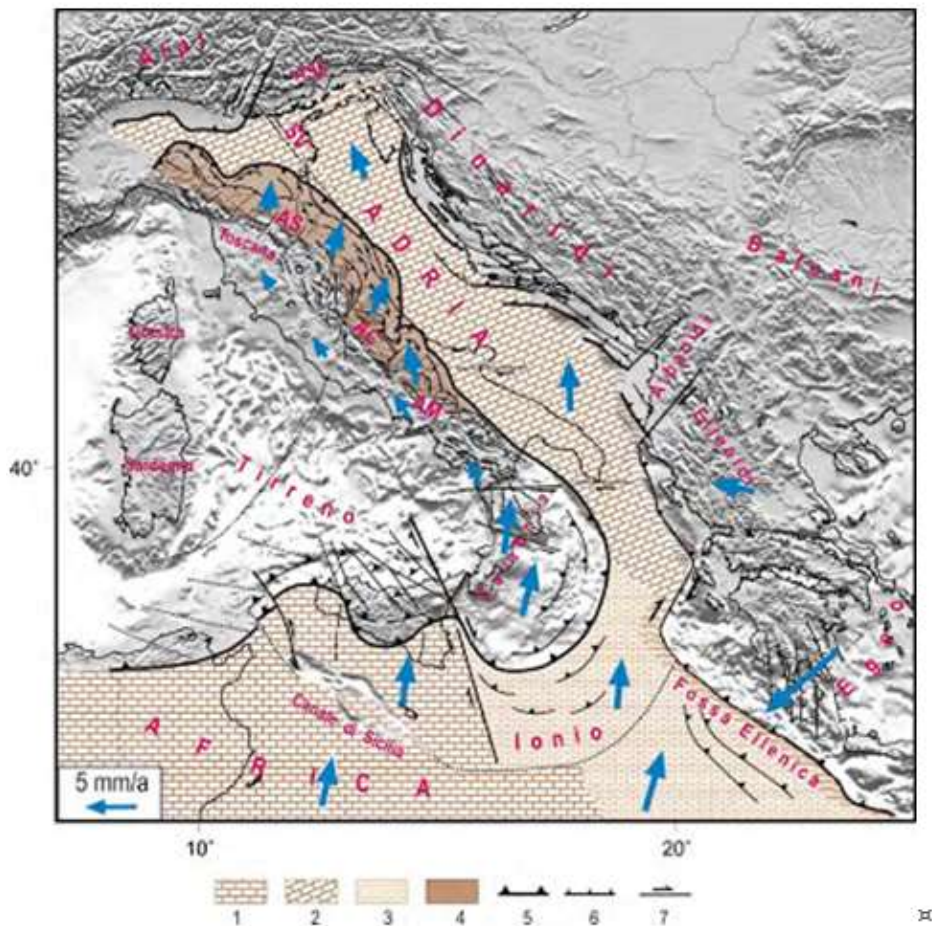 Alpi
SV
Dinaridi
ADRIA
AS
Toscana
Balcani
Corsica
AM
Albanidi
Ellenidi
40°
Sardegna
Tirreno
Calabria
Egeo
Fossa Ellenica
Canale di Sicilia
Ionio
AFRICA
5 mm/a
10°
20°
1 2 3 4 5 6 7